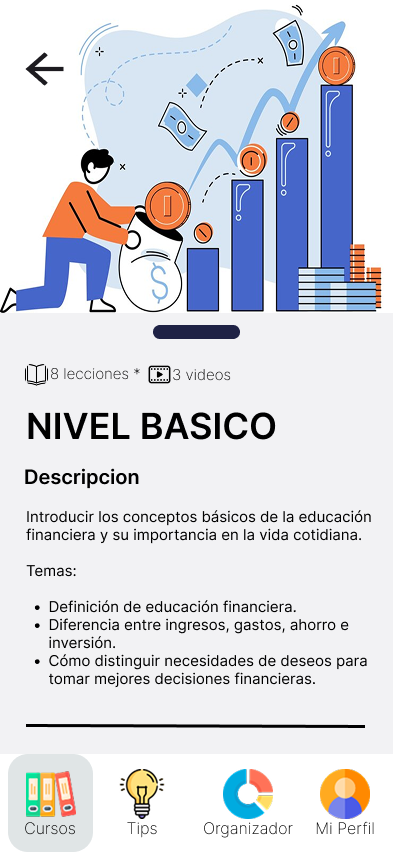 $
8 lecciones * 3 videos
NIVEL BASICO
Descripcion
Introducir los conceptos básicos de la educación
financiera y su importancia en la vida cotidiana.
Temas:
• Definición de educación financiera.
• Diferencia entre ingresos, gastos, ahorro e
inversión.
• Cómo distinguir necesidades de deseos para
tomar mejores decisiones financieras.
Cursos Tips Organizador Mi Perfil